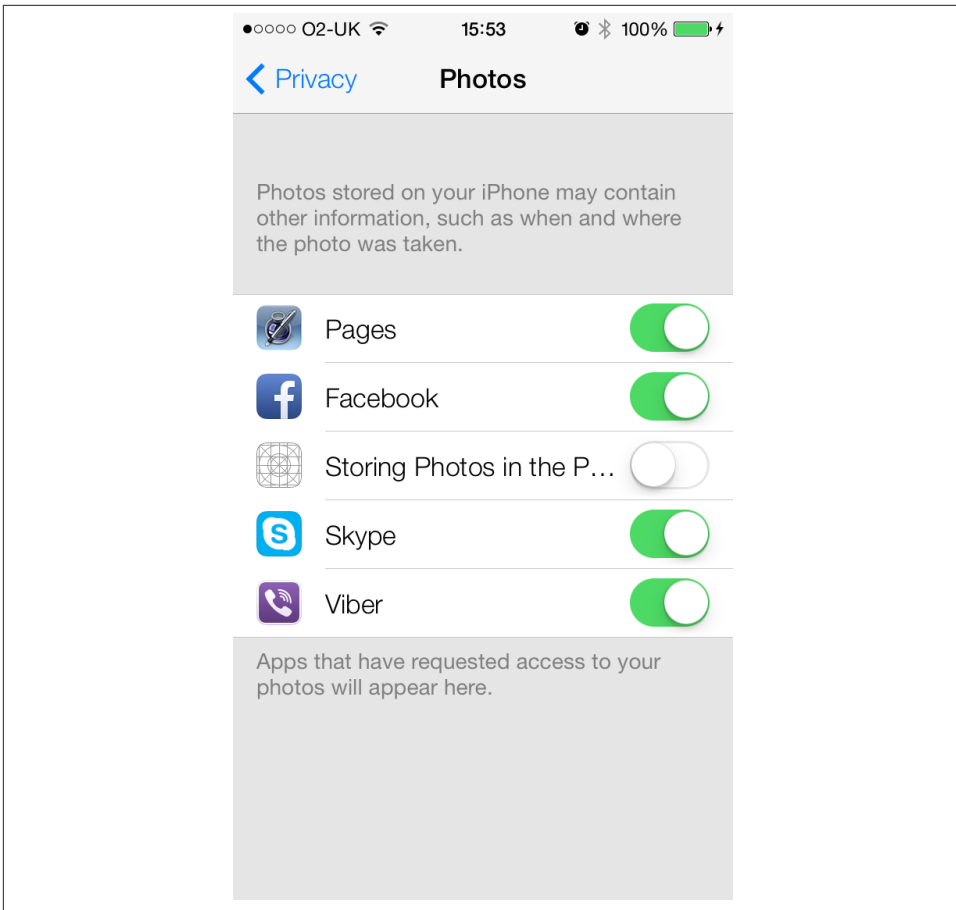 O2-UK 15:53 100%
Privacy Photos
Photos stored on your iPhone may contain
other information, such as when and where
the photo was taken.
Pages
Facebook
Storing Photos in the P...
Skype
Viber
Apps that have requested access to your
photos will appear here.